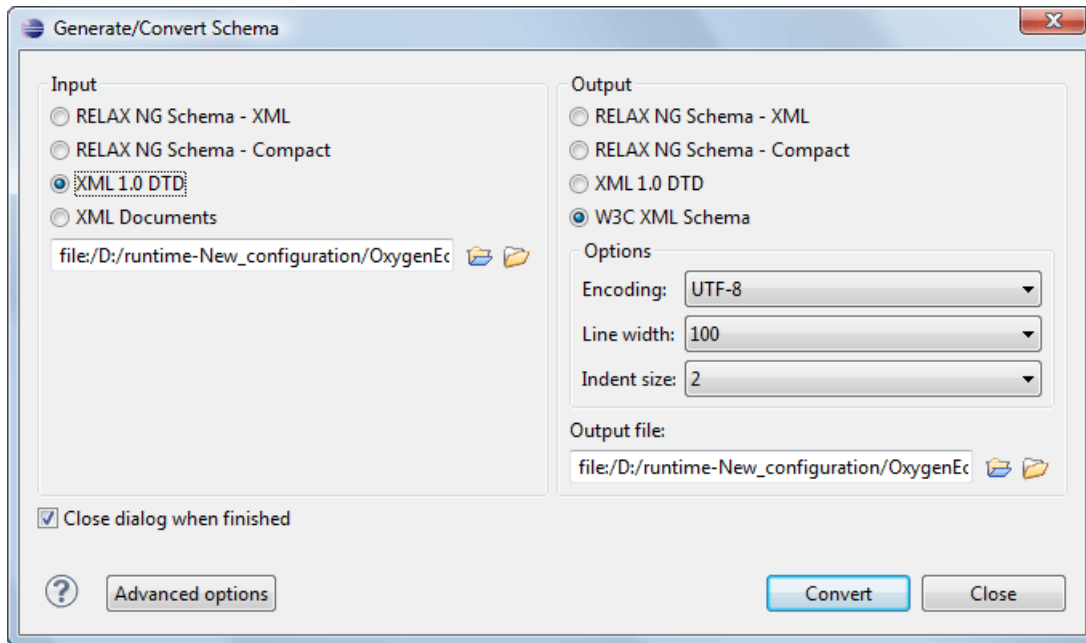 Generate/Convert Schema
Input
RELAX NG Schema - XML
RELAX NG Schema - Compact
XML 1.0 DTD
XML Documents
file:/D:/runtime-New_configuration/OxygenEc
Output
RELAX NG Schema - XML
RELAX NG Schema - Compact
XML 1.0 DTD
W3C XML Schema
Options
Encoding: UTF-8
Line width: 100
Indent size: 2
Output file:
file:/D:/runtime-New_configuration/OxygenEc
Close dialog when finished
? Advanced options Convert Close